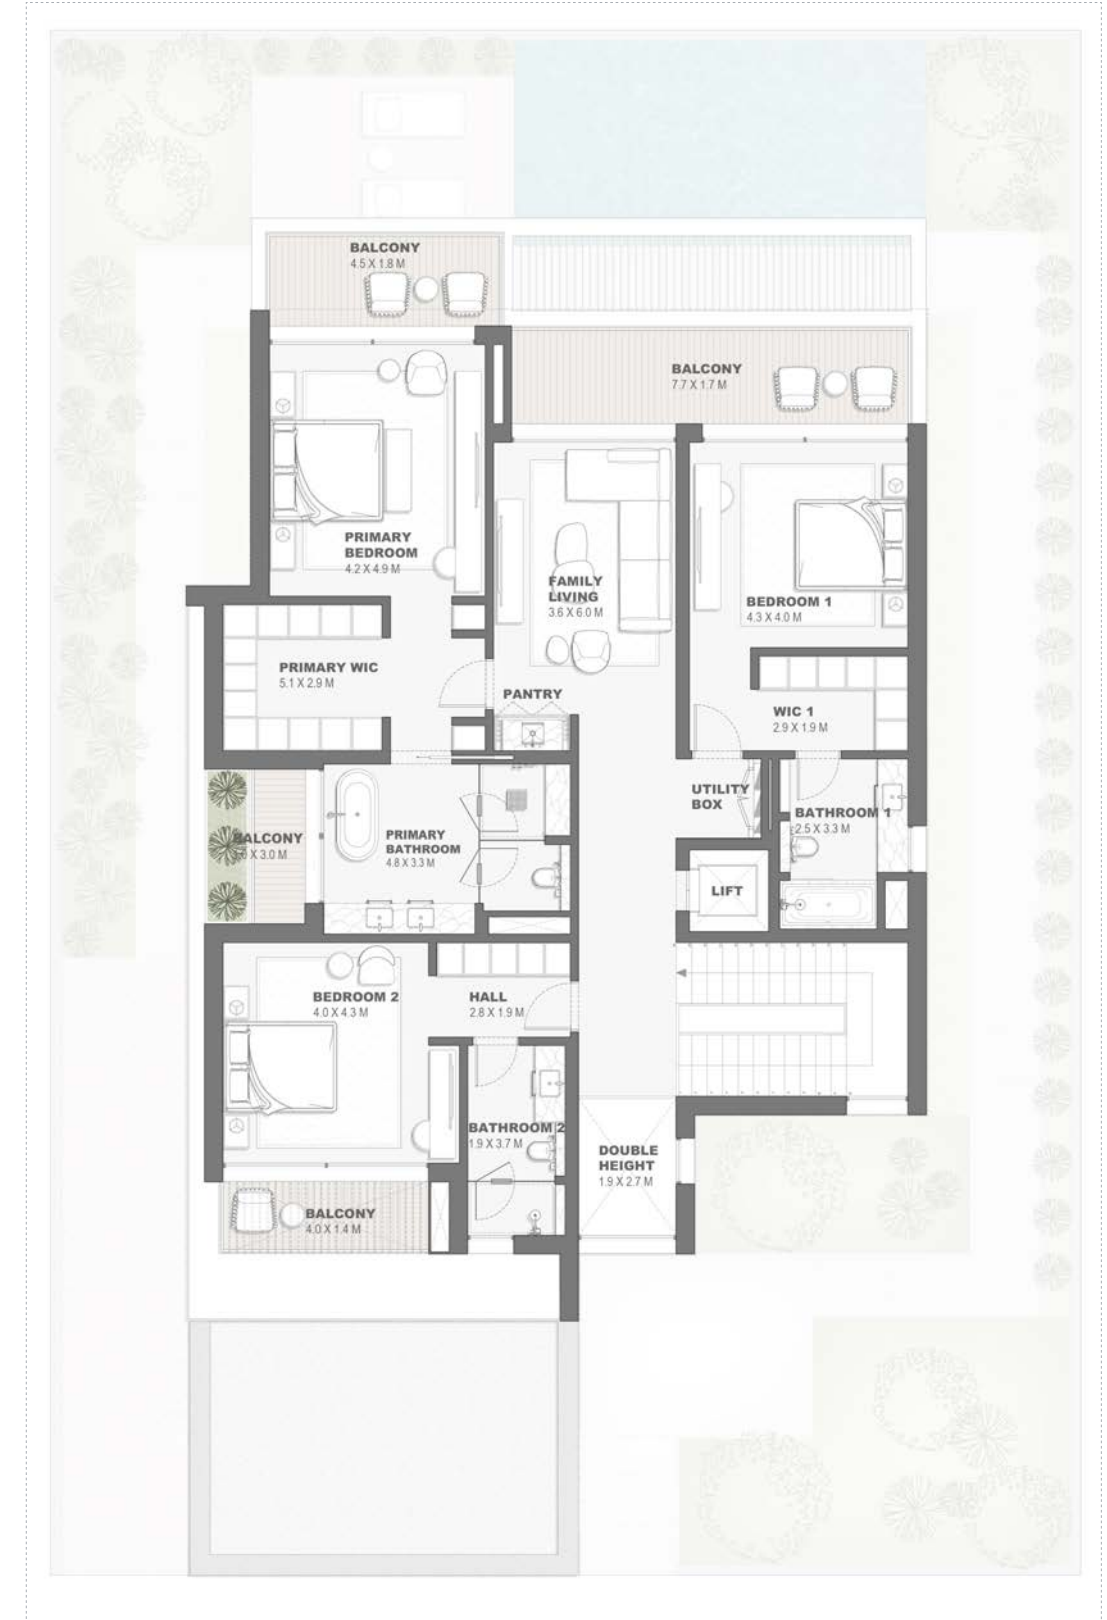 BALCONY
4.5 X 1.8 M
BALCONY
7.7 X 1.7 M
PRIMARY
BEDROOM
4.2 X 4.9 M
FAMILY
LIVING
3.6 X 6.0 M
BEDROOM 1
4.3 X 4.0 M
PRIMARY WIC
5.1 X 2.9 M
PANTRY
WIC 1
2.9 X 1.9 M
UTILITY
BOX
BATHROOM 1
2.5 X 3.3 M
BALCONY
X 3.0 M
PRIMARY
BATHROOM
4.8 X 3.3 M
LIFT
BEDROOM 2
4.0 X 4.3 M
HALL
2.8 X 1.9 M
BATHROOM 2
1.9 X 3.7 M
DOUBLE
HEIGHT
1.9 X 2.7 M
BALCONY
4.0 X 1.4 M